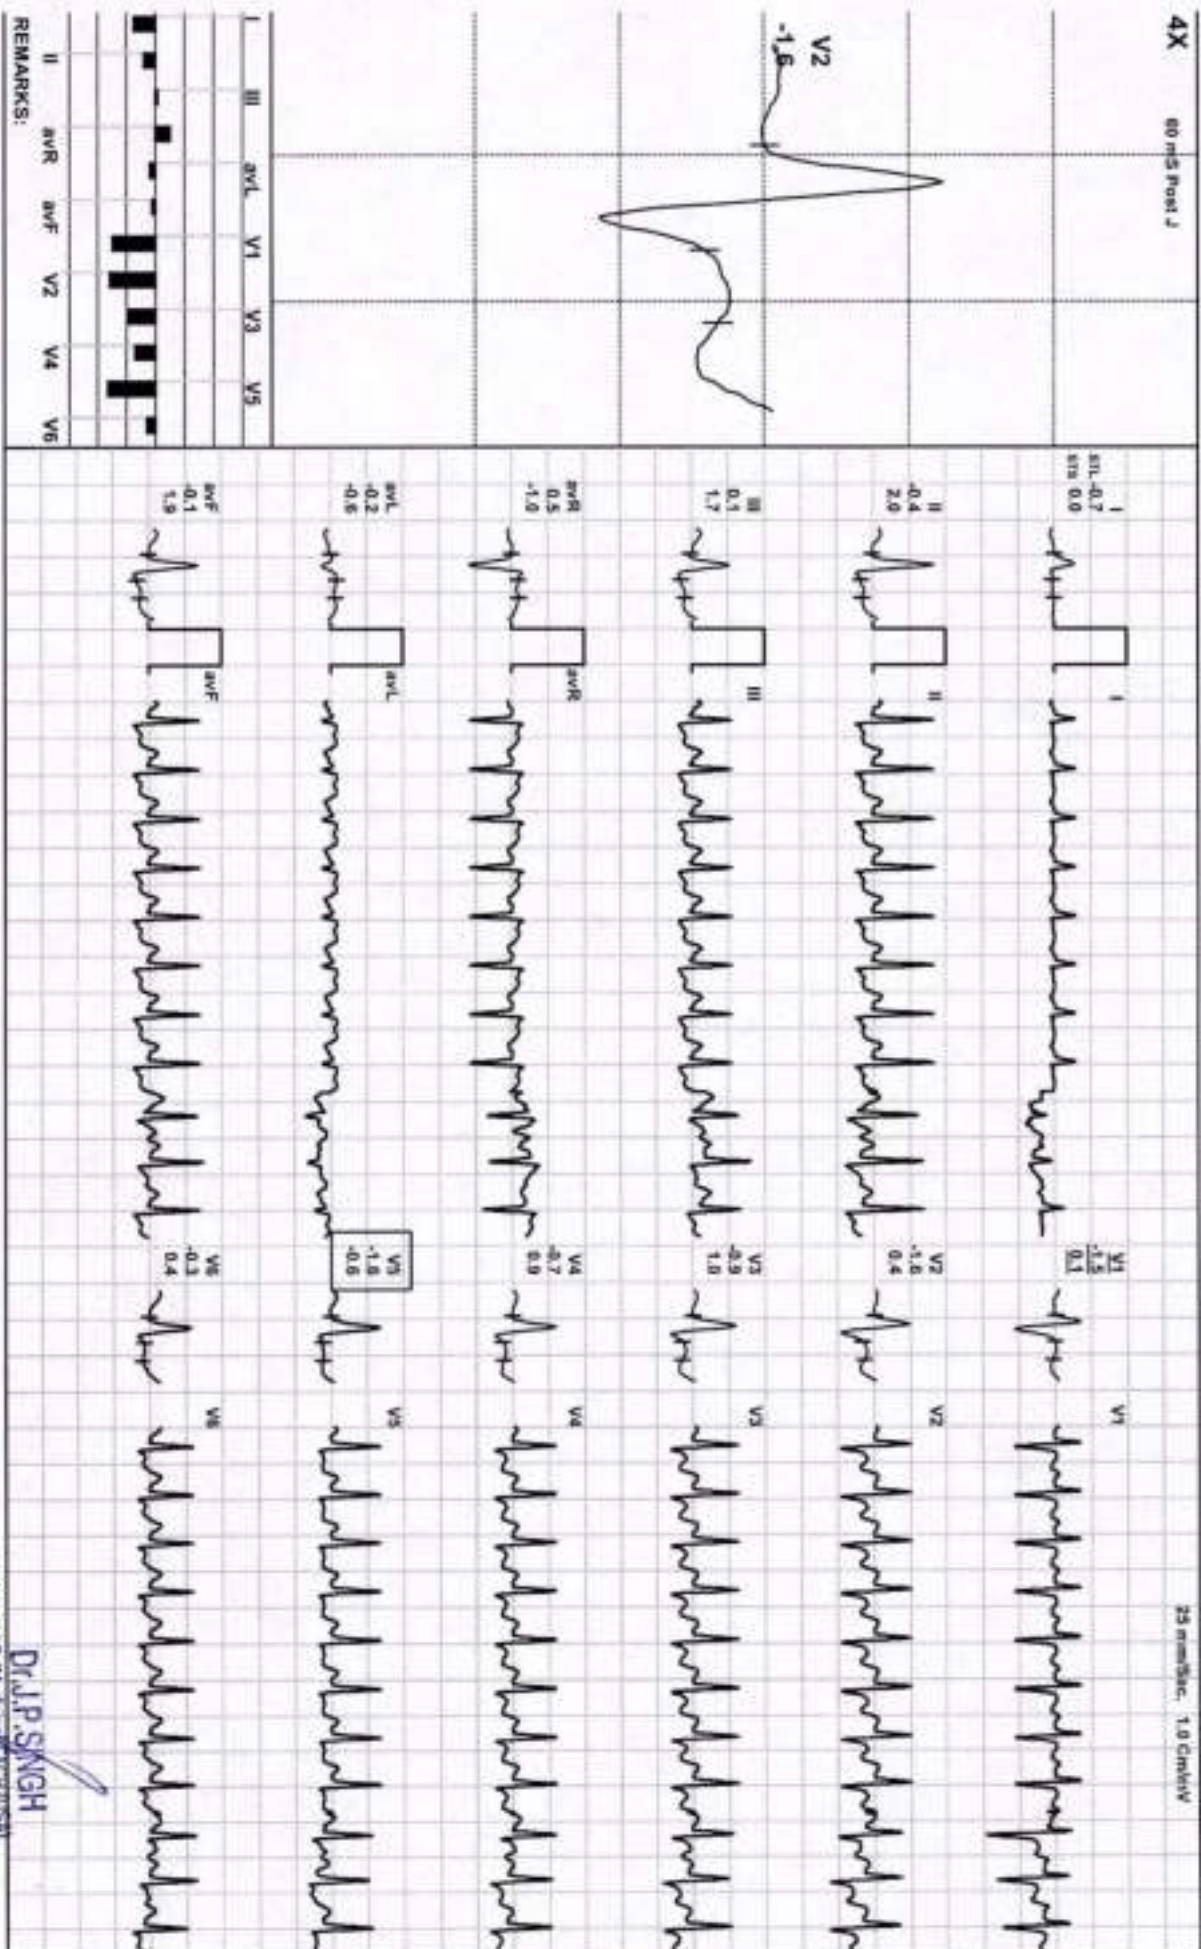 4X
60 mS Post J
25 mm/Sec. 1.0 Cm/mV
V2
-1.6
I
III
avL
V1
V3
V5
II
avR
avF
V2
V4
V6
REMARKS:
I
STL -0.7
STS 0.0
I
V1
-1.5
0.1
V1
II
-0.4
2.0
II
V2
-1.6
0.4
V2
III
0.1
1.7
III
V3
-0.9
1.0
V3
avR
0.5
-1.0
avR
V4
-0.7
0.9
V4
avL
-0.2
-0.6
avL
-1.6
-0.6
V5
avF
-0.1
1.9
avF
V6
-0.3
0.4
V6
Dr.J.P.SINGH